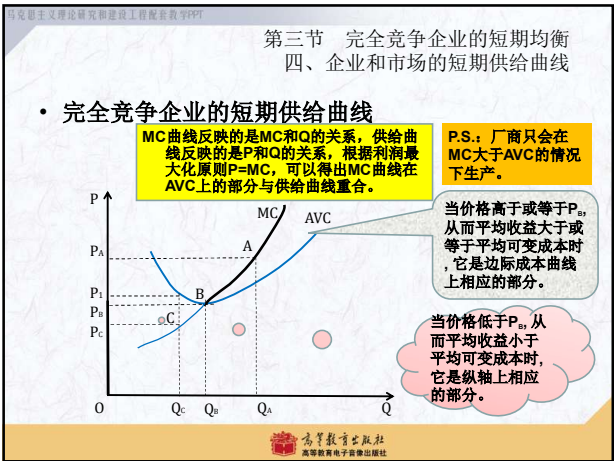 马克思主义理论研究和建设工程配套教学PPT
第三节 完全竞争企业的短期均衡
四、企业和市场的短期供给曲线
• 完全竞争企业的短期供给曲线
MC曲线反映的是MC和Q的关系，供给曲
线反映的是P和Q的关系，根据利润最
大化原则P=MC，可以得出MC曲线在
AVC上的部分与供给曲线重合。
P.S.：厂商只会在
MC大于AVC的情况
下生产。
P
MC
AVC
A
PA
P1
B
PB
C
PC
O
QC
QB
QA
Q
当价格高于或等于PB,
从而平均收益大于或
等于平均可变成本时
, 它是边际成本曲线
上相应的部分。
当价格低于PB, 从
而平均收益小于
平均可变成本时,
它是纵轴上相应
的部分。
高等教育出版社
高等教育电子音像出版社